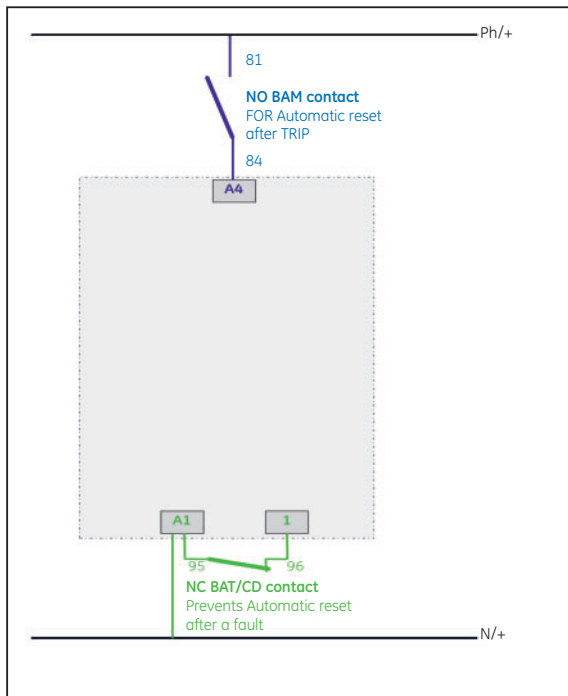 Ph/+
81
NO BAM contact
FOR Automatic reset
after TRIP
84
A4
A1
1
95
96
NC BAT/CD contact
Prevents Automatic reset
after a fault
N/+